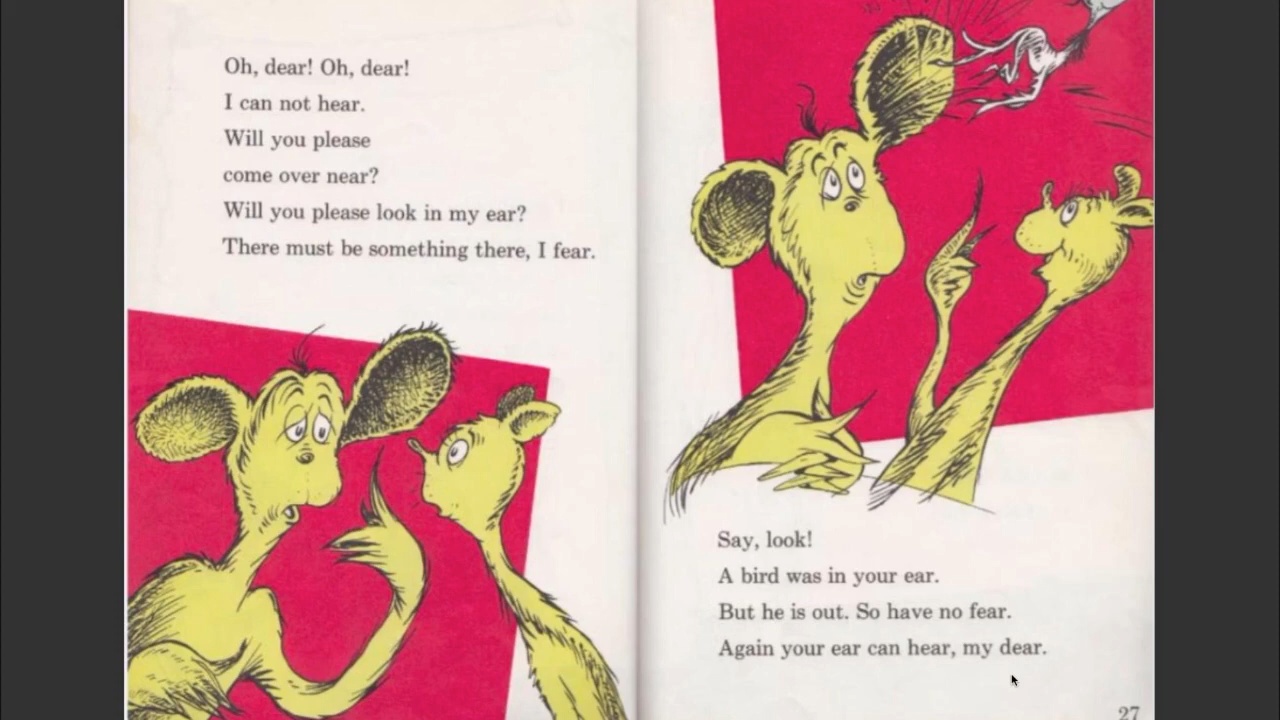 Oh, dear! Oh, dear!
I can not hear.
Will you please
come over near?
Will you please look in my ear?
There must be something there, I fear.
Say, look!
A bird was in your ear.
But he is out. So have no fear.
Again your ear can hear, my dear.
27